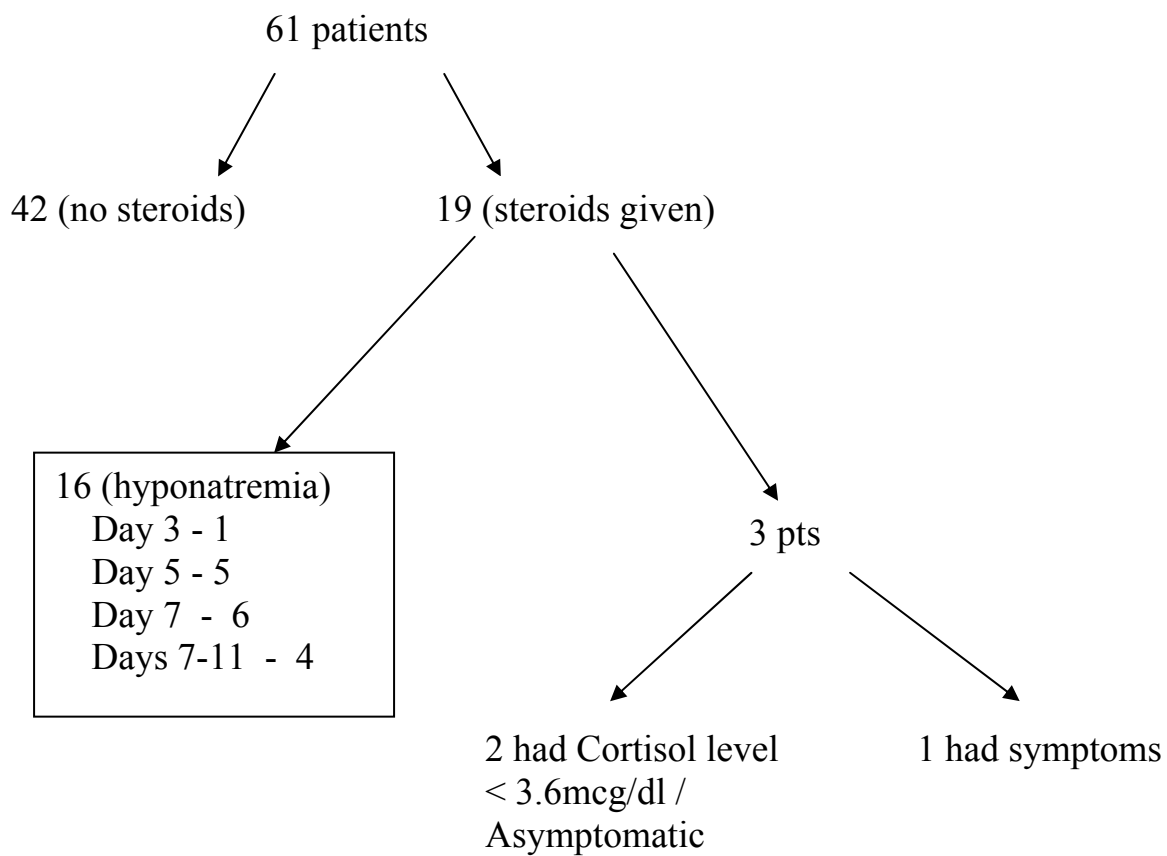 61 patients
42 (no steroids)
19 (steroids given)
16 (hyponatremia)
Day 3 - 1
Day 5 - 5
Day 7  -  6
Days 7-11  -  4
3 pts
2 had Cortisol level
< 3.6mcg/dl /
Asymptomatic
1 had symptoms